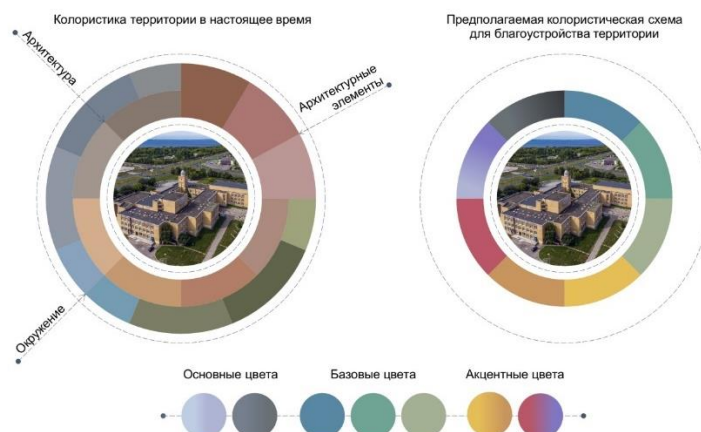 Колористика территории в настоящее время
Предполагаемая колористическая схема
для благоустройства территории
Архитектура
Архитектурные
элементы
Окружение
Основные цвета
Базовые цвета
Акцентные цвета